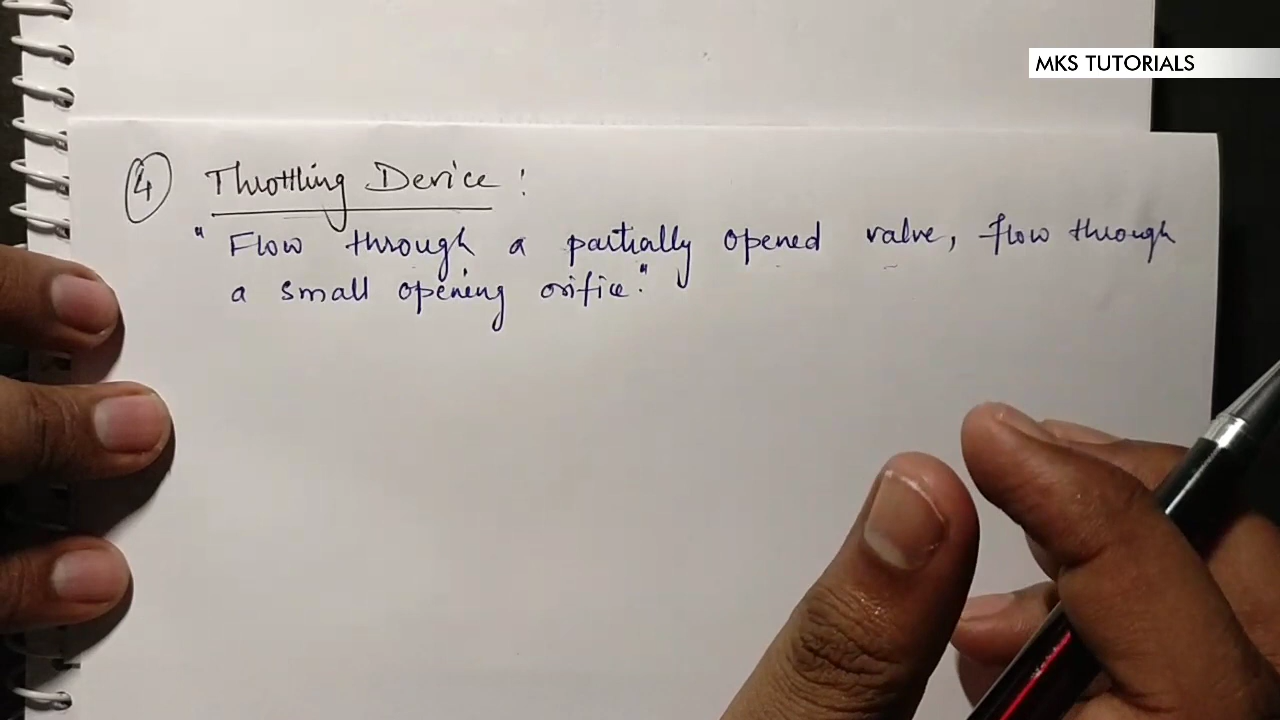 MKS TUTORIALS
4 Throttling Device :
" Flow through a partially opened valve, flow through
a small opening orifice."